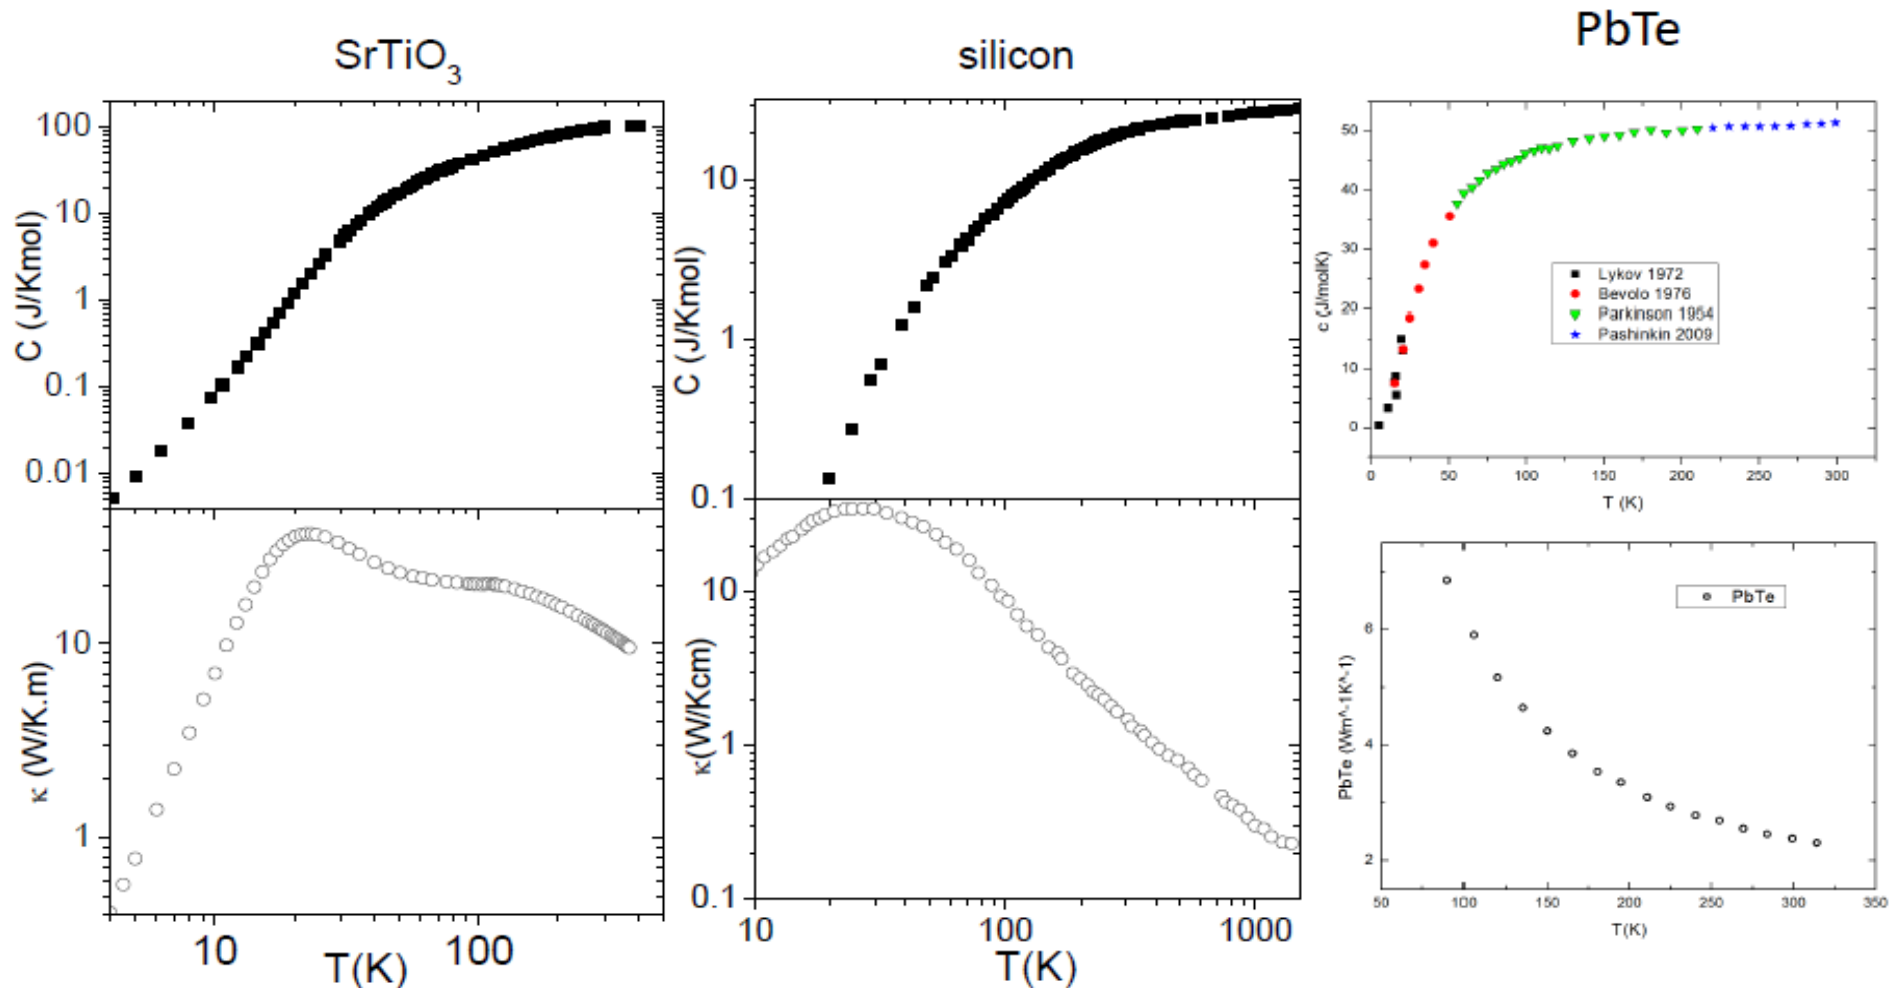 SrTiO3
silicon
PbTe
C (J/Kmol)
100
10
1
0.1
0.01
κ (W/K.m)
10
1
10
100
T(K)
C (J/Kmol)
10
1
0.1
κ(W/Kcm)
10
1
0.1
10
100
1000
T(K)
c (J/molK)
50
40
30
20
10
0
Lykov 1972
Bevolo 1976
Parkinson 1954
Pashinkin 2009
0
50
100
150
200
250
300
T (K)
PbTe (Wm^-1K^-1)
6
4
2
PbTe
50
100
150
200
250
300
350
T(K)